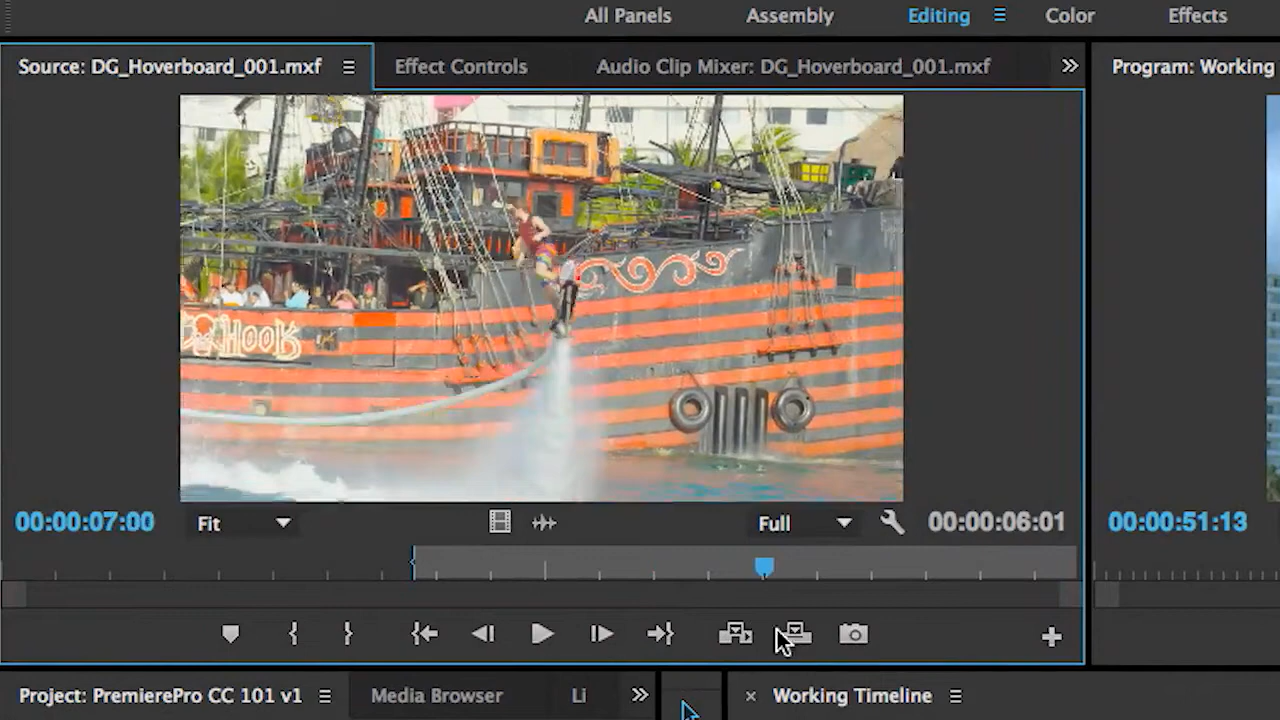 All Panels Assembly Editing Color Effects
Source: DG_Hoverboard_001.mxf Effect Controls Audio Clip Mixer: DG_Hoverboard_001.mxf Program: Working
HOOK
00:00:07:00 Fit Full 00:00:06:01 00:00:51:13
Project: PremierePro CC 101 v1 Media Browser Li Working Timeline